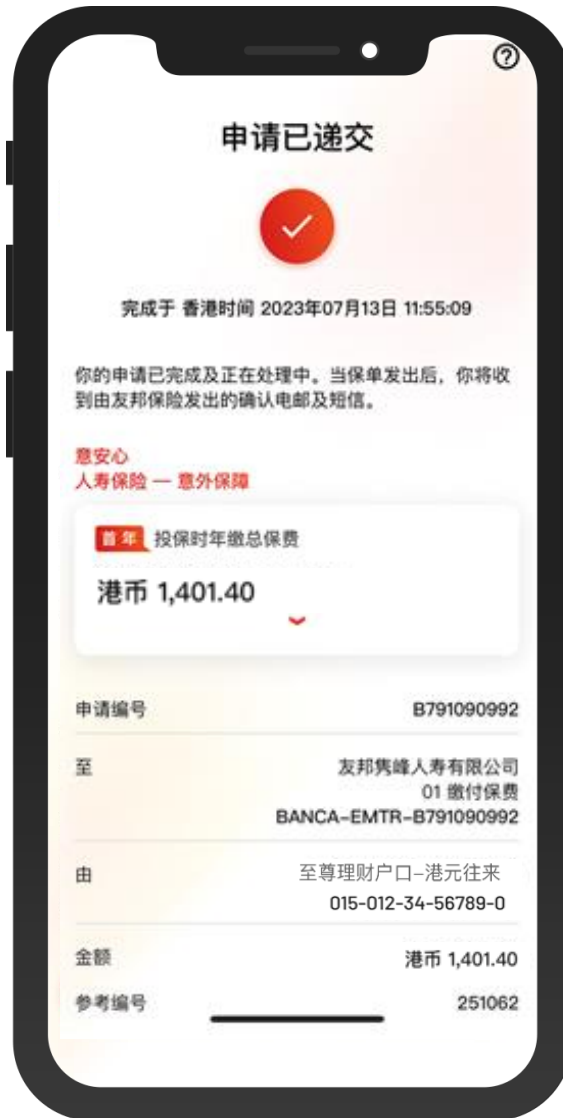 申请已递交
完成于 香港时间 2023年07月13日 11:55:09
你的申请已完成及正在处理中。当保单发出后，你将收
到由友邦保险发出的确认电邮及短信。
意安心
人寿保险 — 意外保障
首年 投保时年缴总保费
港币 1,401.40
申请编号 B791090992
至 友邦隽峰人寿有限公司
01 缴付保费
BANCA-EMTR-B791090992
由 至尊理财户口-港元往来
015-012-34-56789-0
金额 港币 1,401.40
参考编号 251062